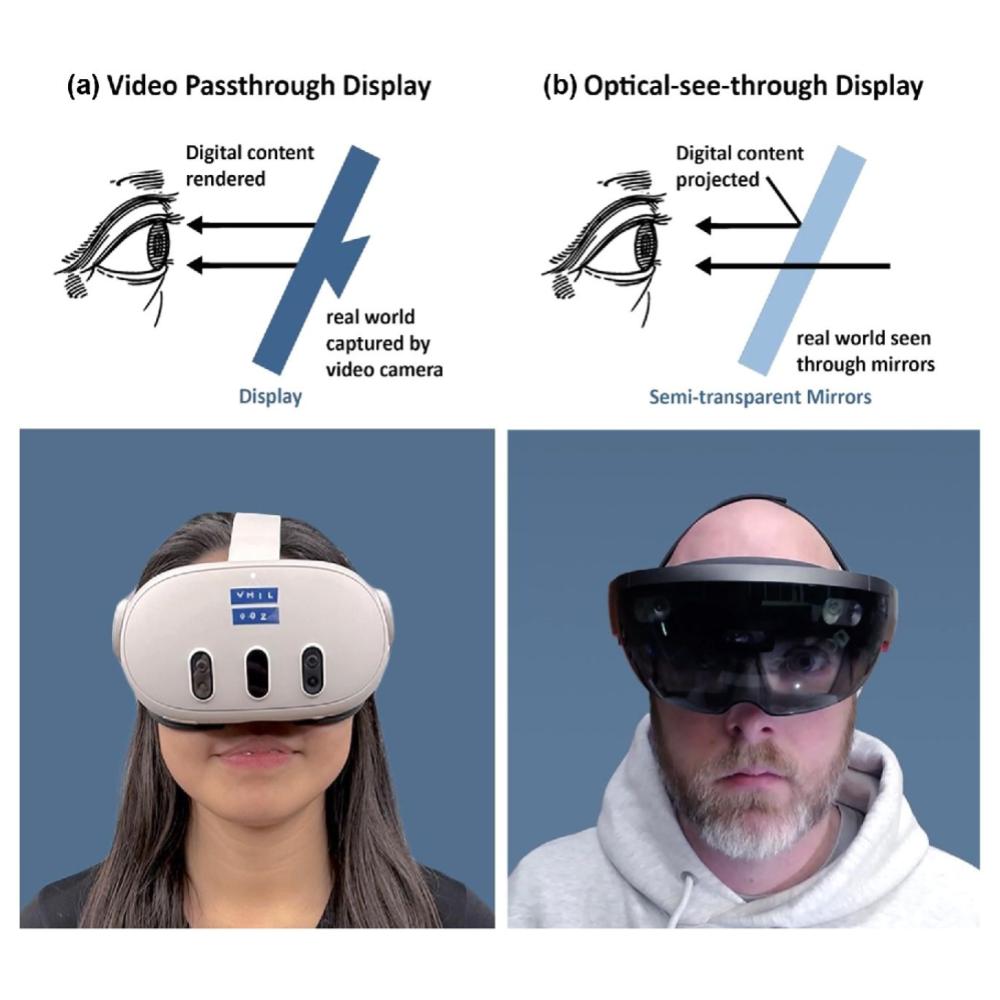 (a) Video Passthrough Display
Digital content
rendered
real world
captured by
video camera
Display
(b) Optical-see-through Display
Digital content
projected
real world seen
through mirrors
Semi-transparent Mirrors
VHIL
002